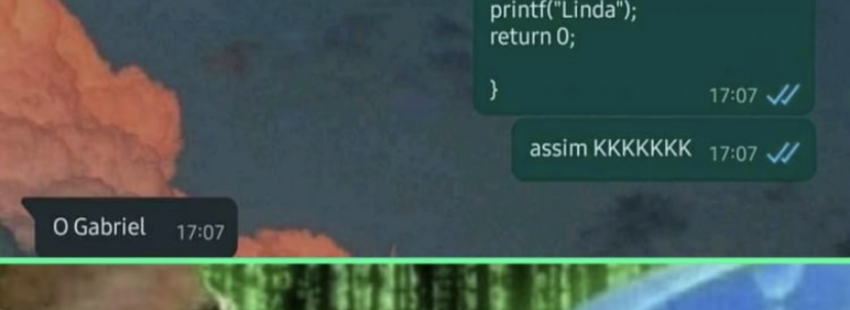 printf("Linda");
return 0;
}
17:07
assim KKKKKKK 17:07
O Gabriel 17:07